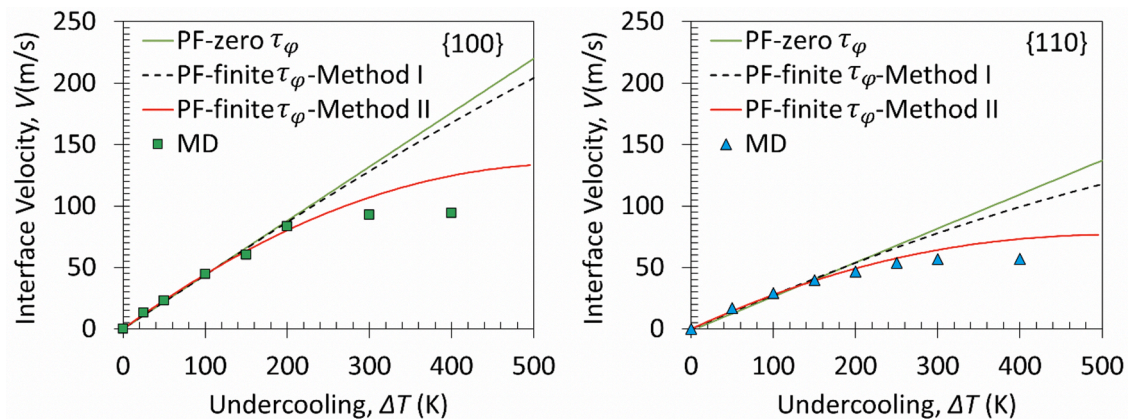 250
200
150
100
50
0
Interface Velocity, V(m/s)
PF-zero τφ
{100}
PF-finite τφ-Method I
PF-finite τφ-Method II
MD
0 100 200 300 400 500
Undercooling, ΔT (K)
250
200
150
100
50
0
Interface Velocity, V(m/s)
PF-zero τφ
{110}
PF-finite τφ-Method I
PF-finite τφ-Method II
MD
0 100 200 300 400 500
Undercooling, ΔT (K)